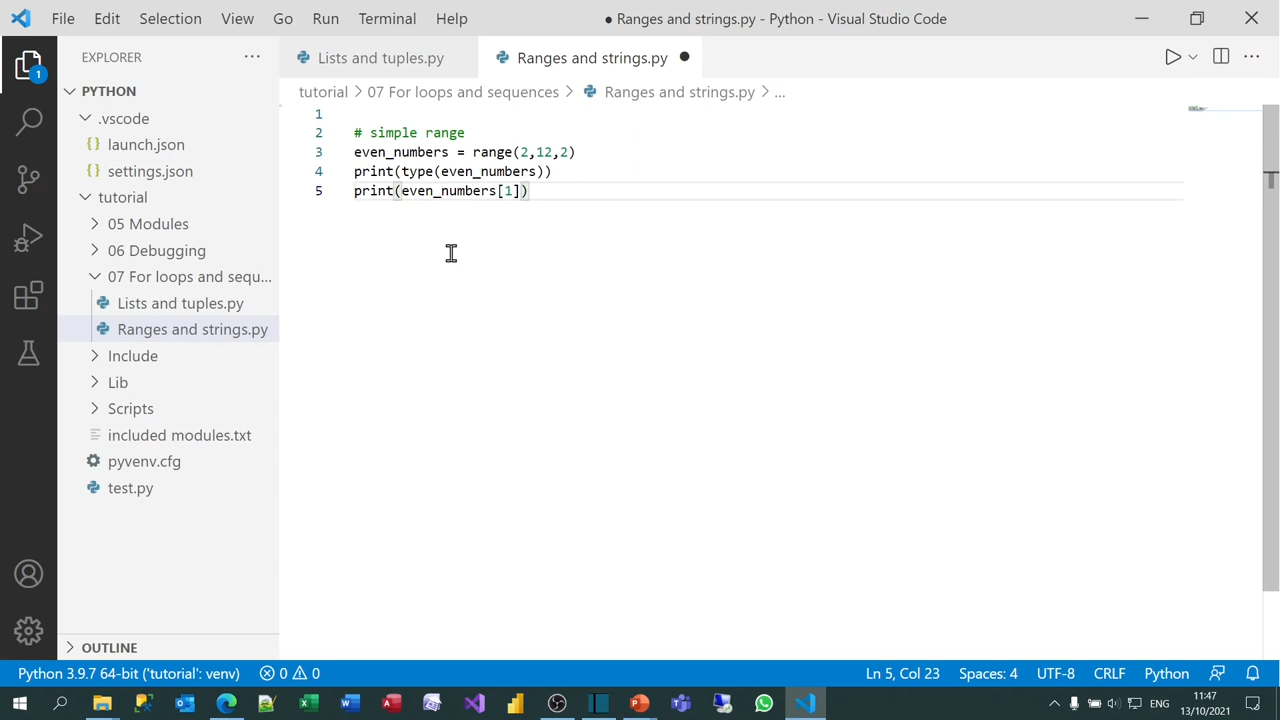 File Edit Selection View Go Run Terminal Help
● Ranges and strings.py - Python - Visual Studio Code
EXPLORER
Lists and tuples.py
Ranges and strings.py
PYTHON
tutorial > 07 For loops and sequences > Ranges and strings.py > ...
.vscode
launch.json
settings.json
tutorial
05 Modules
06 Debugging
07 For loops and sequ...
Lists and tuples.py
Ranges and strings.py
Include
Lib
Scripts
included modules.txt
pyvenv.cfg
test.py
OUTLINE
1
1
2 # simple range
3 even_numbers = range(2,12,2)
4 print(type(even_numbers))
5 print(even_numbers[1])
Python 3.9.7 64-bit ('tutorial': venv) 0 0 Ln 5, Col 23 Spaces: 4 UTF-8 CRLF Python
ENG
11:47
13/10/2021